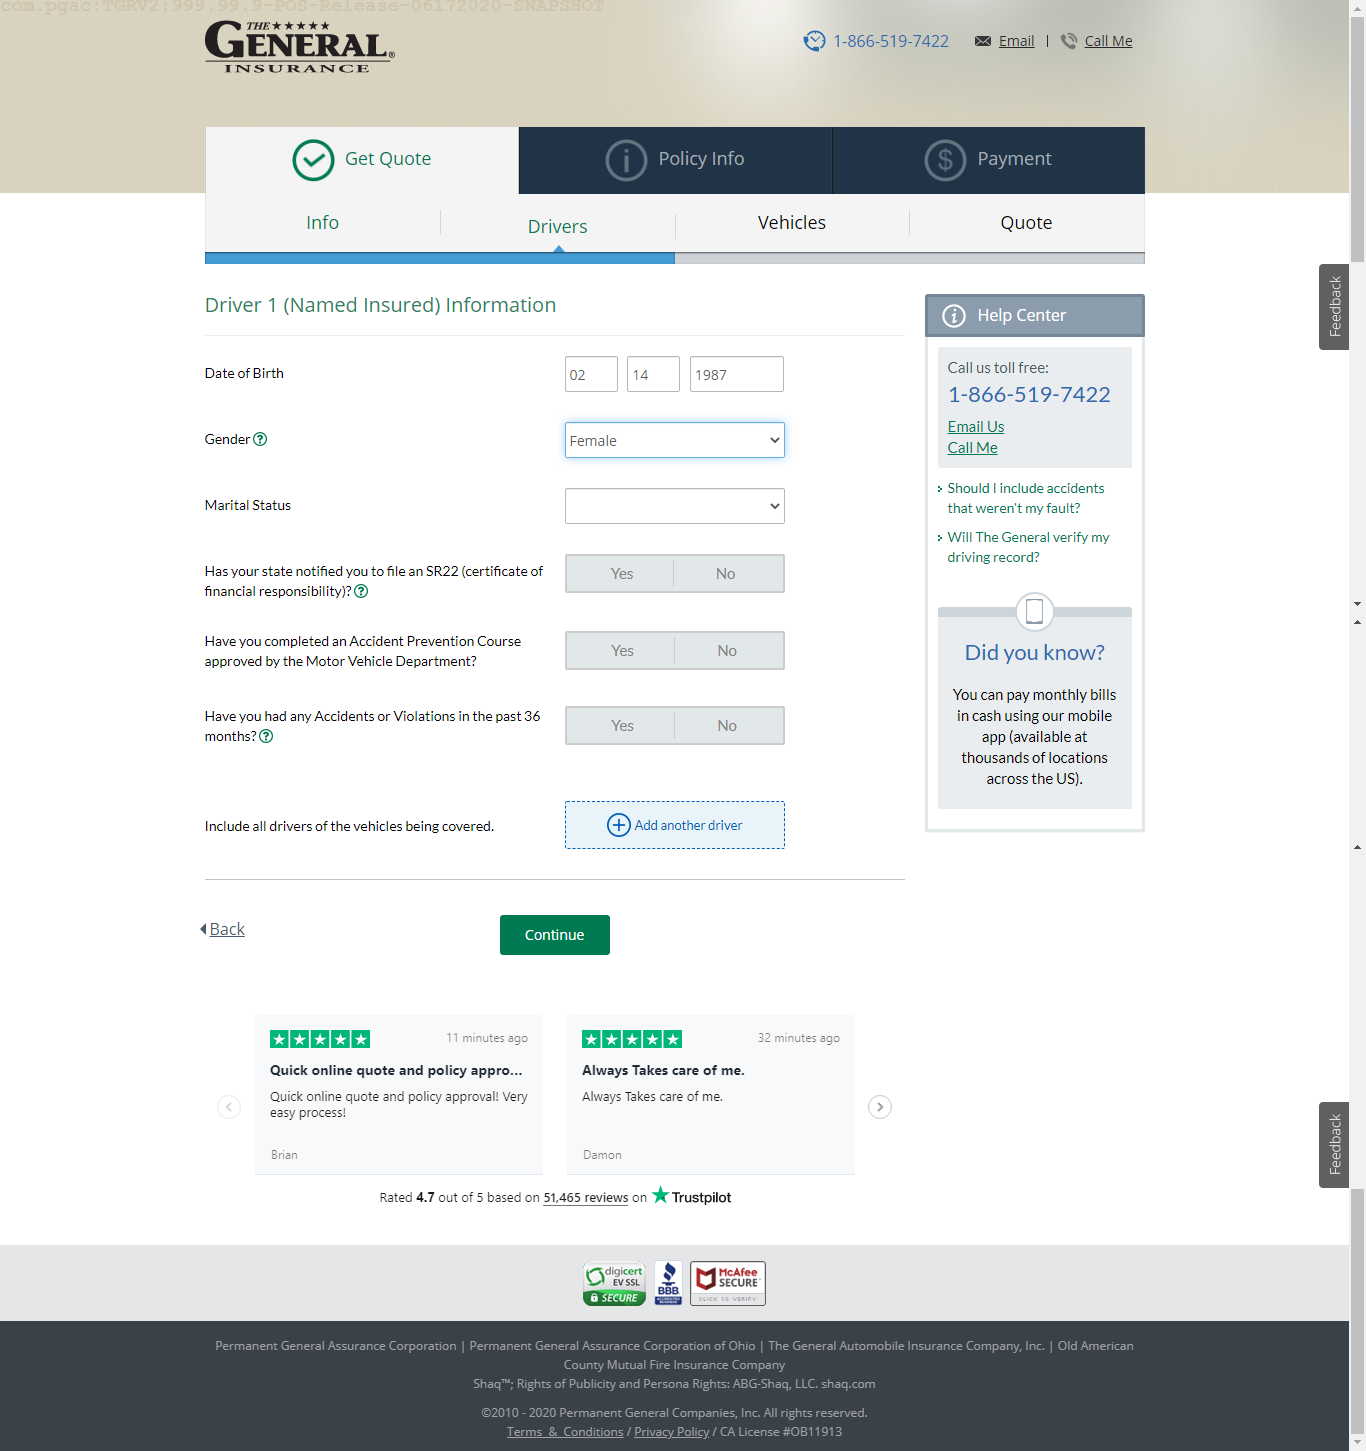 com.pgac:TGRV2:999.99.9-POS-Release-06172020-SNAPSHOT
THE
GENERAL®
INSURANCE
1-866-519-7422
Email | Call Me
Get Quote
Policy Info
Payment
Info
Drivers
Vehicles
Quote
Driver 1 (Named Insured) Information
Date of Birth
02 14 1987
Gender
Female
Marital Status
Has your state notified you to file an SR22 (certificate of
financial responsibility)?
Yes No
Have you completed an Accident Prevention Course
approved by the Motor Vehicle Department?
Yes No
Have you had any Accidents or Violations in the past 36
months?
Yes No
Include all drivers of the vehicles being covered.
Add another driver
Back
Continue
Help Center
Call us toll free:
1-866-519-7422
Email Us
Call Me
Should I include accidents
that weren't my fault?
Will The General verify my
driving record?
Did you know?
You can pay monthly bills
in cash using our mobile
app (available at
thousands of locations
across the US).
Feedback
11 minutes ago
Quick online quote and policy appro...
Quick online quote and policy approval! Very
easy process!
Brian
32 minutes ago
Always Takes care of me.
Always Takes care of me.
Damon
Feedback
Rated 4.7 out of 5 based on 51,465 reviews on Trustpilot
digicert
EV SSL
SECURE
BBB
ACCREDITED
BUSINESS
McAfee
SECURE
CLICK TO VERIFY
Permanent General Assurance Corporation | Permanent General Assurance Corporation of Ohio | The General Automobile Insurance Company, Inc. | Old American
County Mutual Fire Insurance Company
Shaq™; Rights of Publicity and Persona Rights: ABG-Shaq, LLC. shaq.com
©2010 - 2020 Permanent General Companies, Inc. All rights reserved.
Terms & Conditions / Privacy Policy / CA License #OB11913